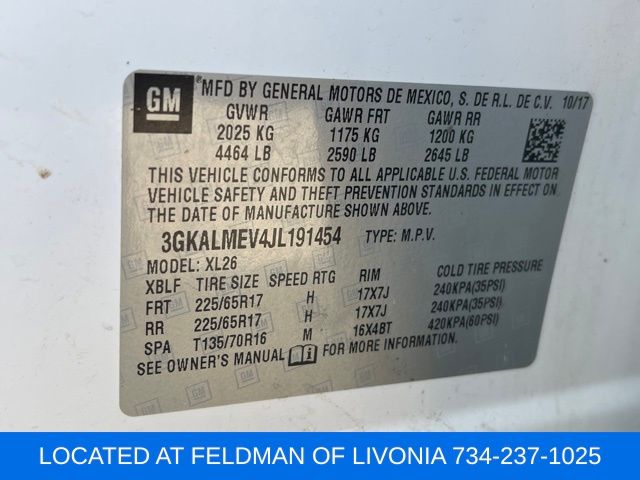 GM
®MFD BY GENERAL MOTORS DE MEXICO, S. DE R.L. DE C.V. 10/17
GVWR GAWR FRT GAWR RR
2025 KG 1175 KG 1200 KG
4464 LB 2590 LB 2645 LB
THIS VEHICLE CONFORMS TO ALL APPLICABLE U.S. FEDERAL MOTOR
VEHICLE SAFETY AND THEFT PREVENTION STANDARDS IN EFFECT ON
THE DATE OF MANUFACTURE SHOWN ABOVE.
3GKALMEV4JL191454 TYPE: M.P.V.
MODEL: XL26
XBLF TIRE SIZE SPEED RTG RIM COLD TIRE PRESSURE
FRT 225/65R17 H 17X7J 240KPA(35PSI)
RR 225/65R17 H 17X7J 240KPA(35PSI)
SPA T135/70R16 M 16X4BT 420KPA(60PSI)
SEE OWNER'S MANUAL FOR MORE INFORMATION.
LOCATED AT FELDMAN OF LIVONIA 734-237-1025